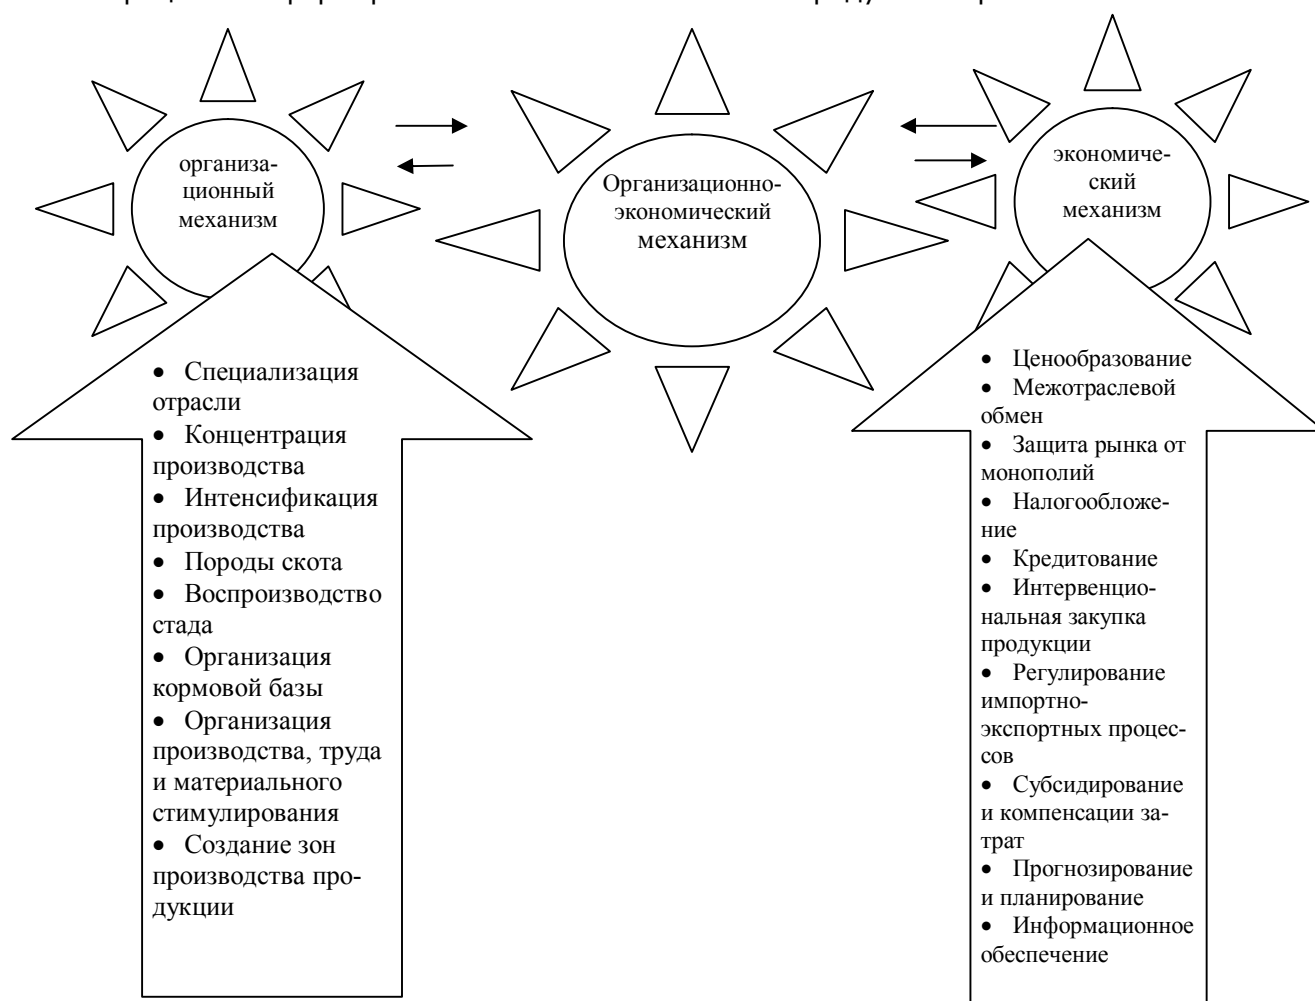 организа-
ционный
механизм
Организационно-
экономический
механизм
экономиче-
ский
механизм
• Специализация
отрасли
• Концентрация
производства
• Интенсификация
производства
• Породы скота
• Воспроизводство
стада
• Организация
кормовой базы
• Организация
производства, труда
и материального
стимулирования
• Создание зон
производства про-
дукции
• Ценообразование
• Межотраслевой
обмен
• Защита рынка от
монополий
• Налогообложе-
ние
• Кредитование
• Интервенцио-
нальная закупка
продукции
• Регулирование
импортно-
экспортных процес-
сов
• Субсидирование
и компенсации за-
трат
• Прогнозирование
и планирование
• Информационное
обеспечение